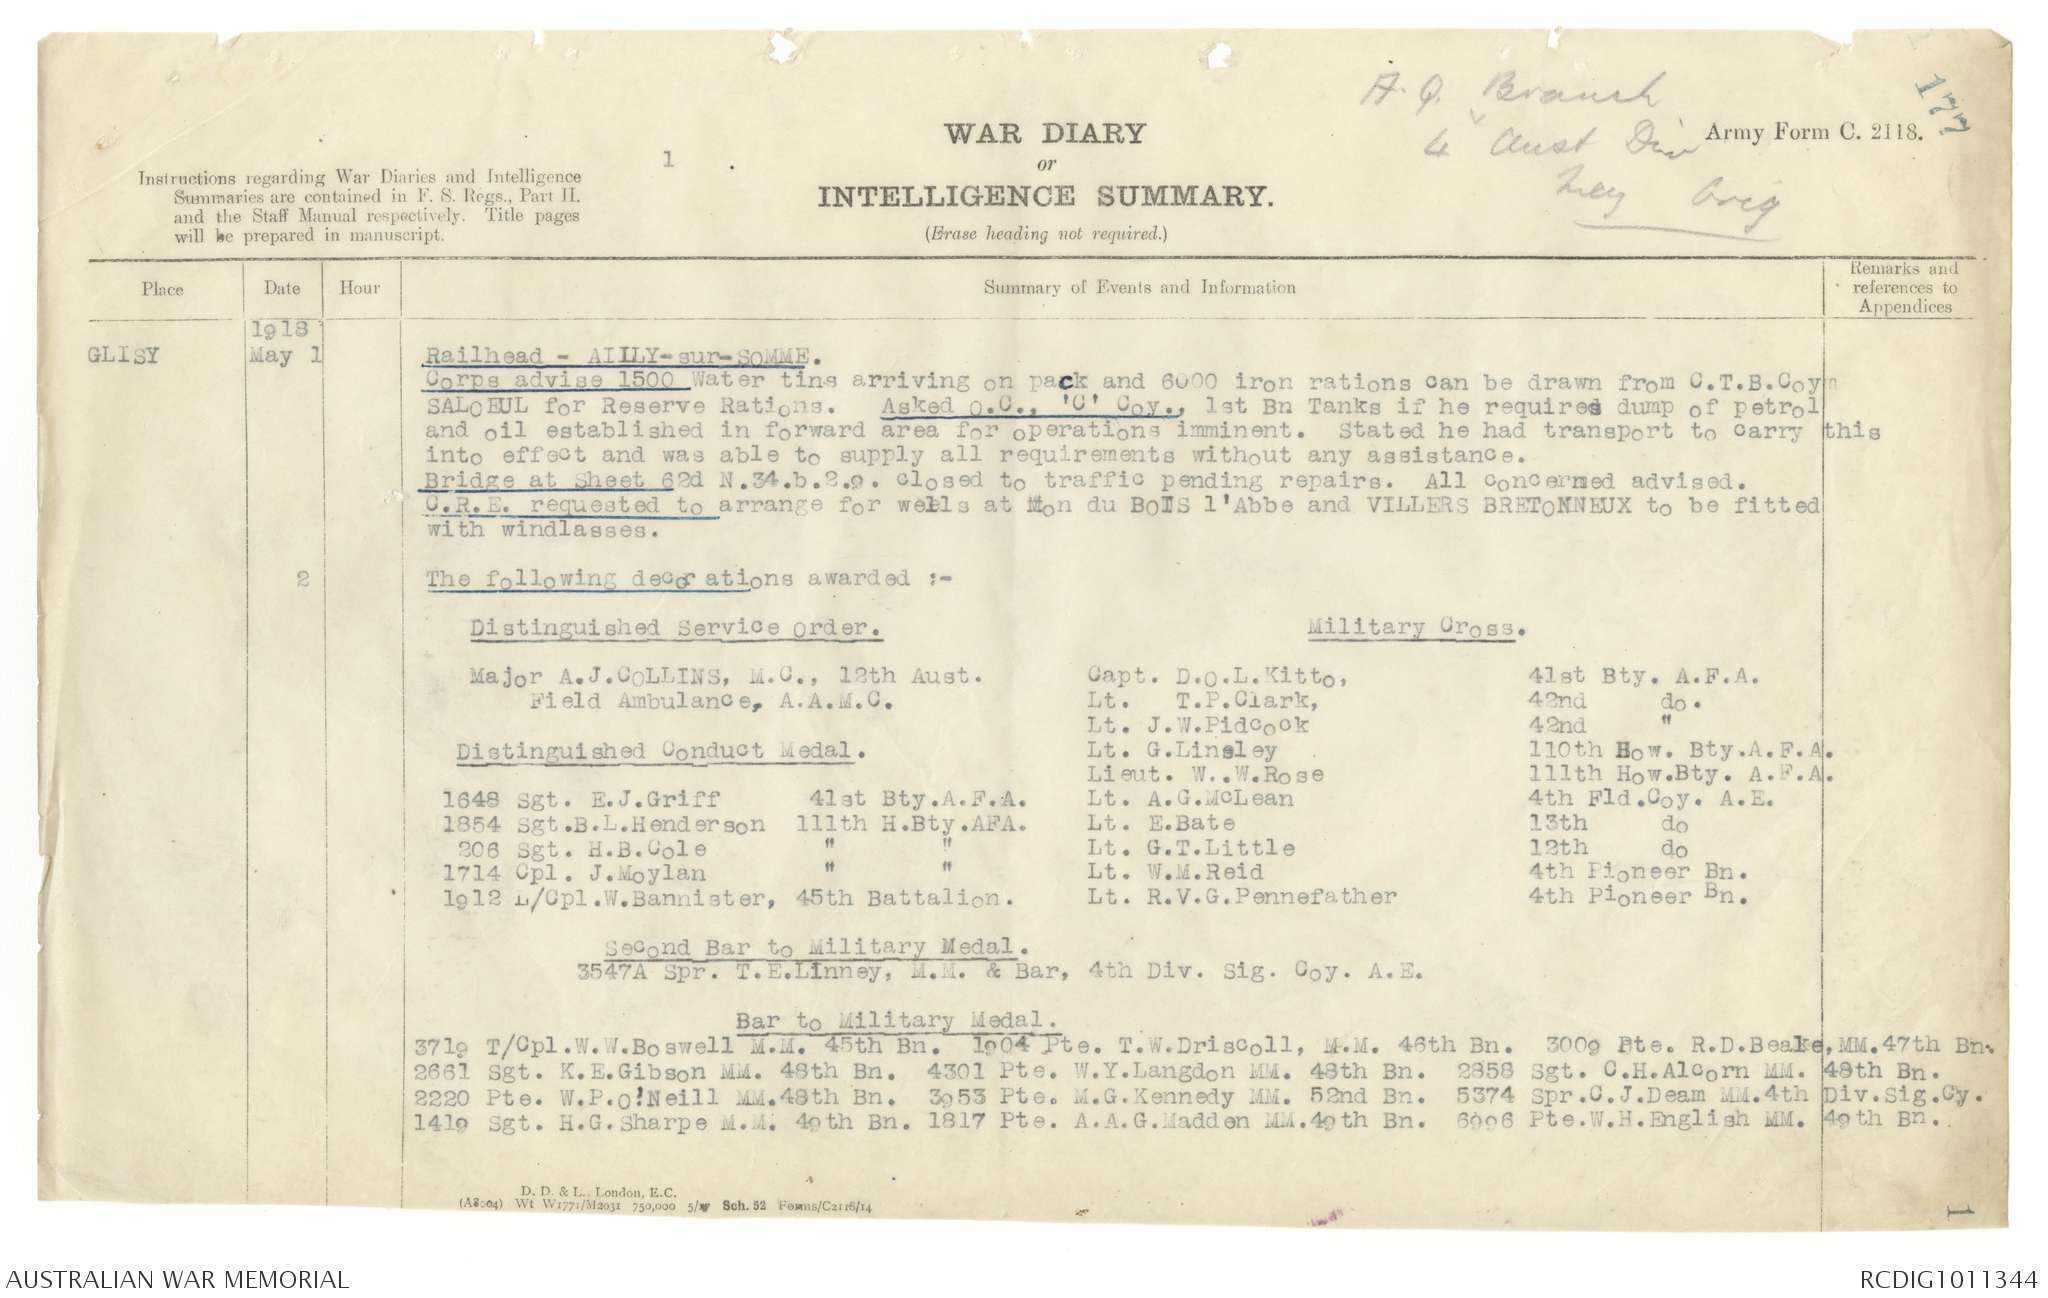 A.Q. Branch
4 Aust Div
177
Army Form C. 2118.
WAR DIARY
or
INTELLIGENCE SUMMARY.
(Erase heading not required.)
1
Instructions regarding War Diaries and Intelligence
Summaries are contained in F. S. Regs., Part II.
and the Staff Manual respectively. Title pages
will be prepared in manuscript.
Orig
Place Date Hour Summary of Events and Information Remarks and references to Appendices
1918
GLISY May 1 Railhead - AILLY-sur-SOMME.
Corps advise 1500 Water tins arriving on pack and 6000 iron rations can be drawn from C.T.B.Coy
SALOEUL for Reserve Rations. Asked O.C., 'C' Coy., 1st Bn Tanks if he requires dump of petrol
and oil established in forward area for operations imminent. Stated he had transport to carry this
into effect and was able to supply all requirements without any assistance.
Bridge at Sheet 62d N.34.b.2.9. closed to traffic pending repairs. All concerned advised.
C.R.E. requested to arrange for wells at Mon du BOIS l'Abbe and VILLERS BRETONNEUX to be fitted
with windlasses.
2 The following decorations awarded :-
Distinguished Service Order. Military Cross.
Major A.J.COLLINS, M.C., 12th Aust. Capt. D.O.L.Kitto, 41st Bty. A.F.A.
Field Ambulance, A.A.M.C. Lt. T.P.Clark, 42nd do.
Lt. J.W.Pidcock 42nd "
Distinguished Conduct Medal. Lt. G.Linsley 110th How. Bty.A.F.A.
Lieut. W..W.Rose 111th How.Bty. A.F.A.
1648 Sgt. E.J.Griff 41st Bty.A.F.A. Lt. A.G.McLean 4th Fld.Coy. A.E.
1854 Sgt.B.L.Henderson 111th H.Bty.AFA. Lt. E.Bate 13th do
206 Sgt. H.B.Cole " " Lt. G.T.Little 12th do
1714 Cpl. J.Moylan " " Lt. W.M.Reid 4th Pioneer Bn.
1912 L/Cpl.W.Bannister, 45th Battalion. Lt. R.V.G.Pennefather 4th Pioneer Bn.
Second Bar to Military Medal.
3547A Spr. T.E.Linney, M.M. & Bar, 4th Div. Sig. Coy. A.E.
Bar to Military Medal.
3719 T/Cpl.W.W.Boswell M.M. 45th Bn. 1904 Pte. T.W.Driscoll, M.M. 46th Bn. 3009 Pte. R.D.Beake,MM.47th Bn.
2661 Sgt. K.E.Gibson MM. 48th Bn. 4301 Pte. W.Y.Langdon MM. 48th Bn. 2858 Sgt. C.H.Alcorn MM. 48th Bn.
2220 Pte. W.P.O'Neill MM.48th Bn. 3953 Pte. M.G.Kennedy MM. 52nd Bn. 5374 Spr.C.J.Deam MM.4th Div.Sig.Cy.
1419 Sgt. H.G.Sharpe M.M. 49th Bn. 1817 Pte. A.A.G.Madden MM.49th Bn. 6996 Pte.W.H.English MM. 49th Bn.
D. D. & L., London, E.C.
(A8004) Wt W1771/M2031 750,000 5/17 Sch. 52 Forms/C2118/14
1
AUSTRALIAN WAR MEMORIAL RCDIG1011344